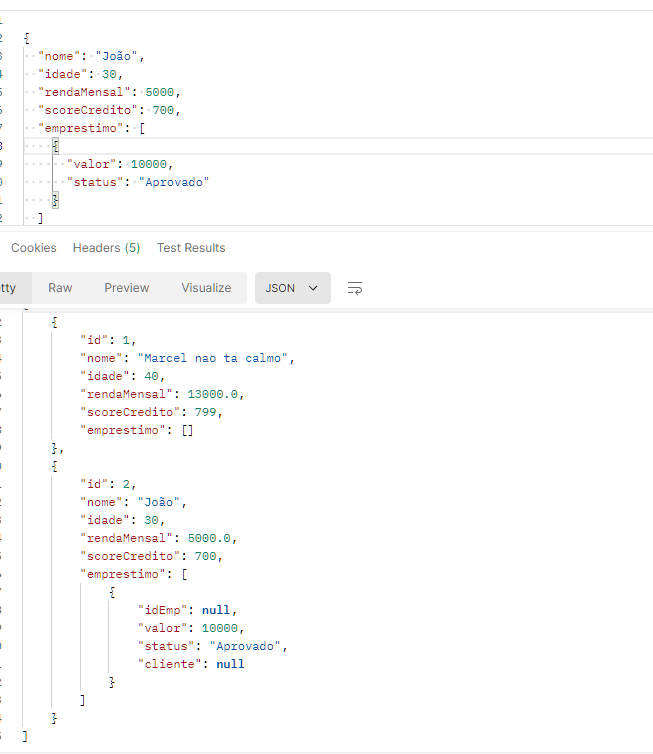 {
"nome": "João",
"idade": 30,
"rendaMensal": 5000,
"scoreCredito": 700,
"emprestimo": [
{
"valor": 10000,
"status": "Aprovado"
}
]
Cookies Headers (5) Test Results
tty Raw Preview Visualize JSON
{
"id": 1,
"nome": "Marcel nao ta calmo",
"idade": 40,
"rendaMensal": 13000.0,
"scoreCredito": 799,
"emprestimo": []
},
{
"id": 2,
"nome": "João",
"idade": 30,
"rendaMensal": 5000.0,
"scoreCredito": 700,
"emprestimo": [
{
"idEmp": null,
"valor": 10000,
"status": "Aprovado",
"cliente": null
}
]
}
]